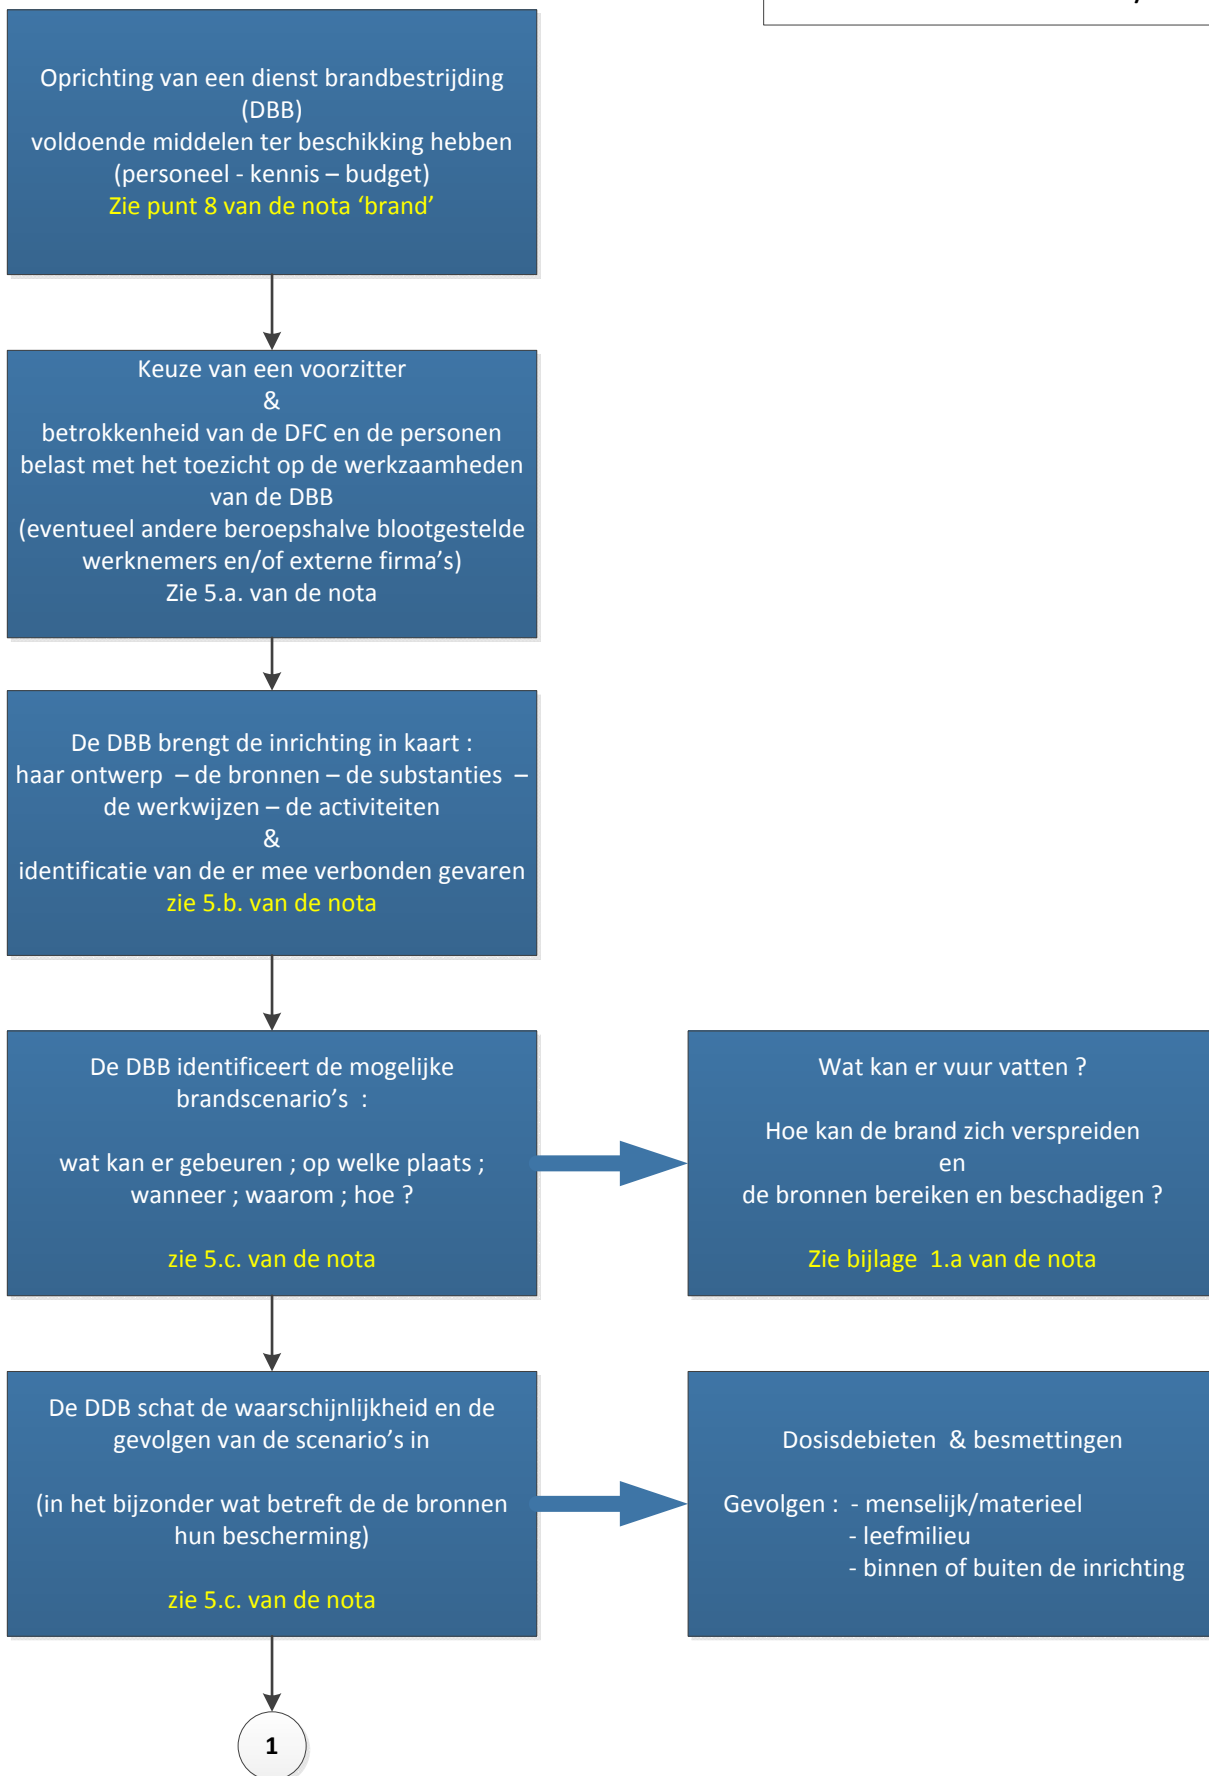 Oprichting van een dienst brandbestrijding
(DBB)
voldoende middelen ter beschikking hebben
(personeel - kennis – budget)
Zie punt 8 van de nota ‘brand’
Keuze van een voorzitter
&
betrokkenheid van de DFC en de personen
belast met het toezicht op de werkzaamheden
van de DBB
(eventueel andere beroepshalve blootgestelde
werknemers en/of externe firma’s)
Zie 5.a. van de nota
De DBB brengt de inrichting in kaart :
haar ontwerp – de bronnen – de substanties –
de werkwijzen – de activiteiten
&
identificatie van de er mee verbonden gevaren
zie 5.b. van de nota
De DBB identificeert de mogelijke
brandscenario’s :
wat kan er gebeuren ; op welke plaats ;
wanneer ; waarom ; hoe ?
zie 5.c. van de nota
Wat kan er vuur vatten ?
Hoe kan de brand zich verspreiden
en
de bronnen bereiken en beschadigen ?
Zie bijlage 1.a van de nota
De DDB schat de waarschijnlijkheid en de
gevolgen van de scenario’s in
(in het bijzonder wat betreft de de bronnen
hun bescherming)
zie 5.c. van de nota
Dosisdebieten & besmettingen
Gevolgen : - menselijk/materieel
- leefmilieu
- binnen of buiten de inrichting
1